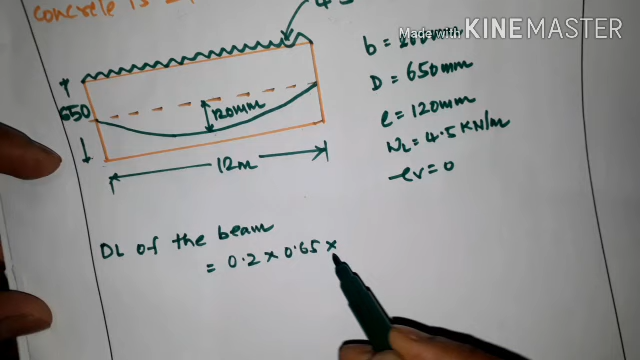 concrete is
Made with KINEMASTER
b = 200mm
D = 650mm
650
120mm
e = 120mm
WL = 4.5 KN/m
ev = 0
12m
DL of the beam
= 0.2 x 0.65 x